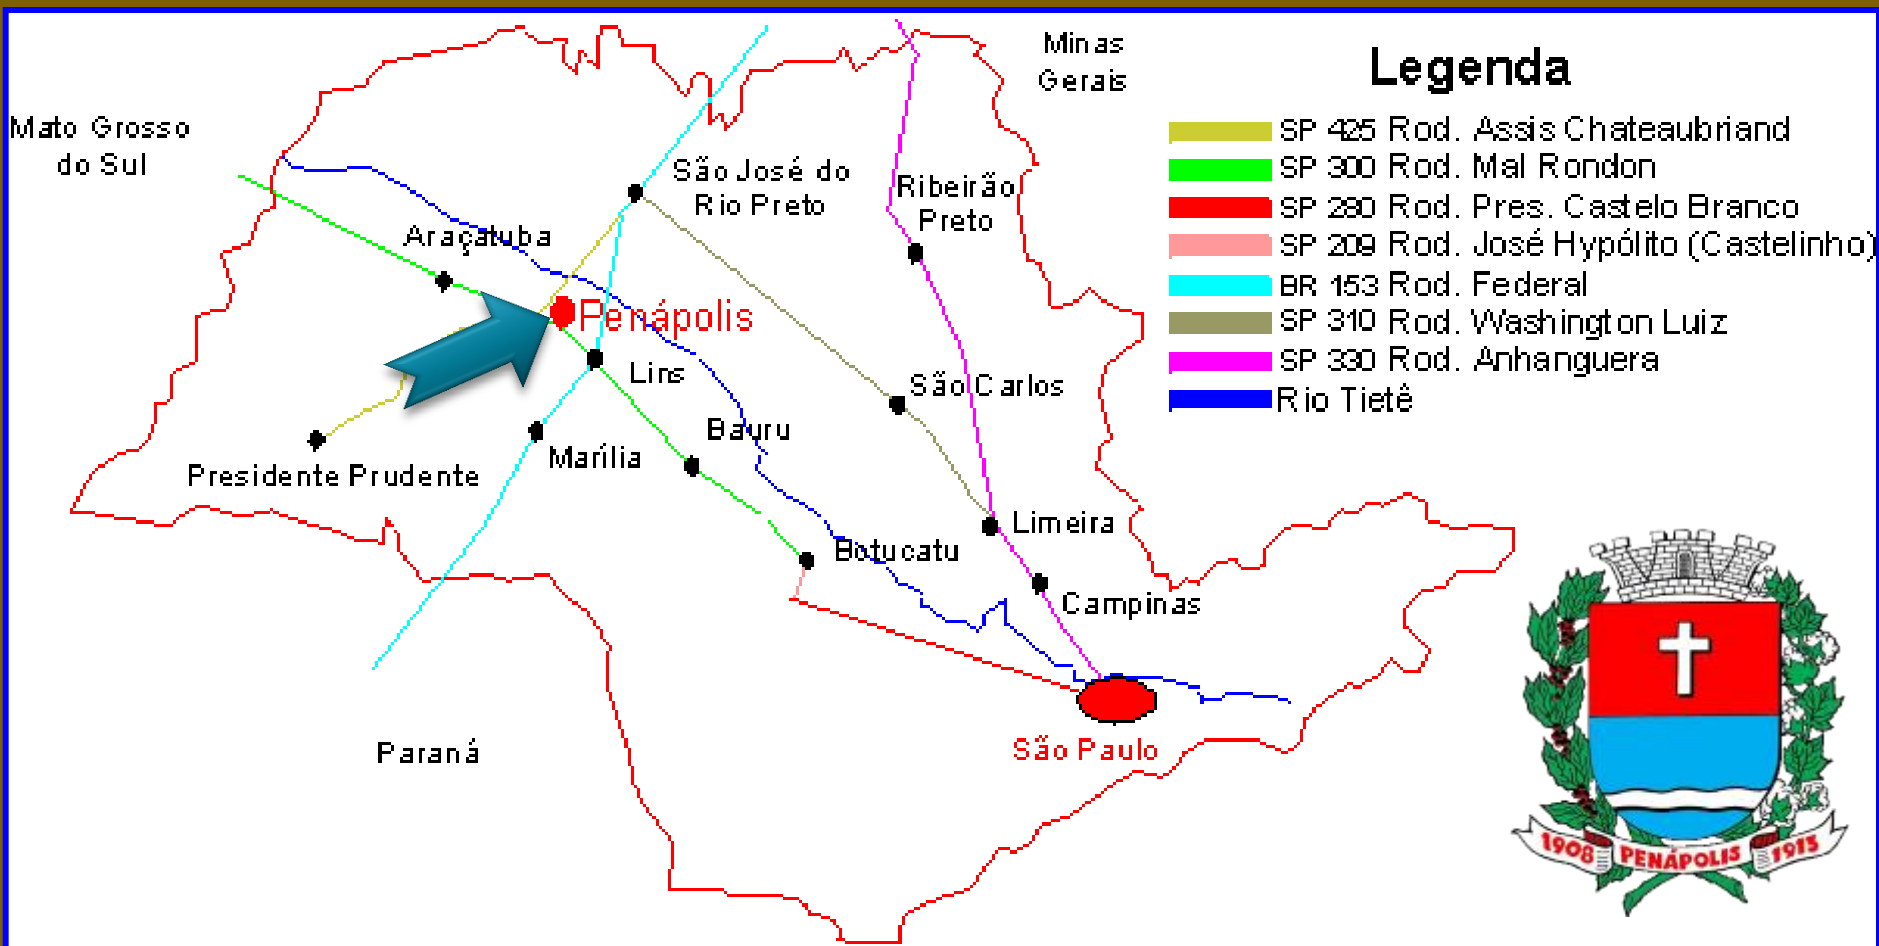 Minas
Gerais
Mato Grosso
do Sul
São José do
Rio Preto
Ribeirão
Preto
Araçatuba
Penápolis
Lins
São Carlos
Bauru
Marília
Presidente Prudente
Limeira
Botucatu
Campinas
São Paulo
Paraná
Legenda
SP 425 Rod. Assis Chateaubriand
SP 300 Rod. Mal Rondon
SP 280 Rod. Pres. Castelo Branco
SP 209 Rod. José Hypólito (Castelinho)
BR 153 Rod. Federal
SP 310 Rod. Washington Luiz
SP 330 Rod. Anhanguera
Rio Tietê
1908 PENÁPOLIS 1913